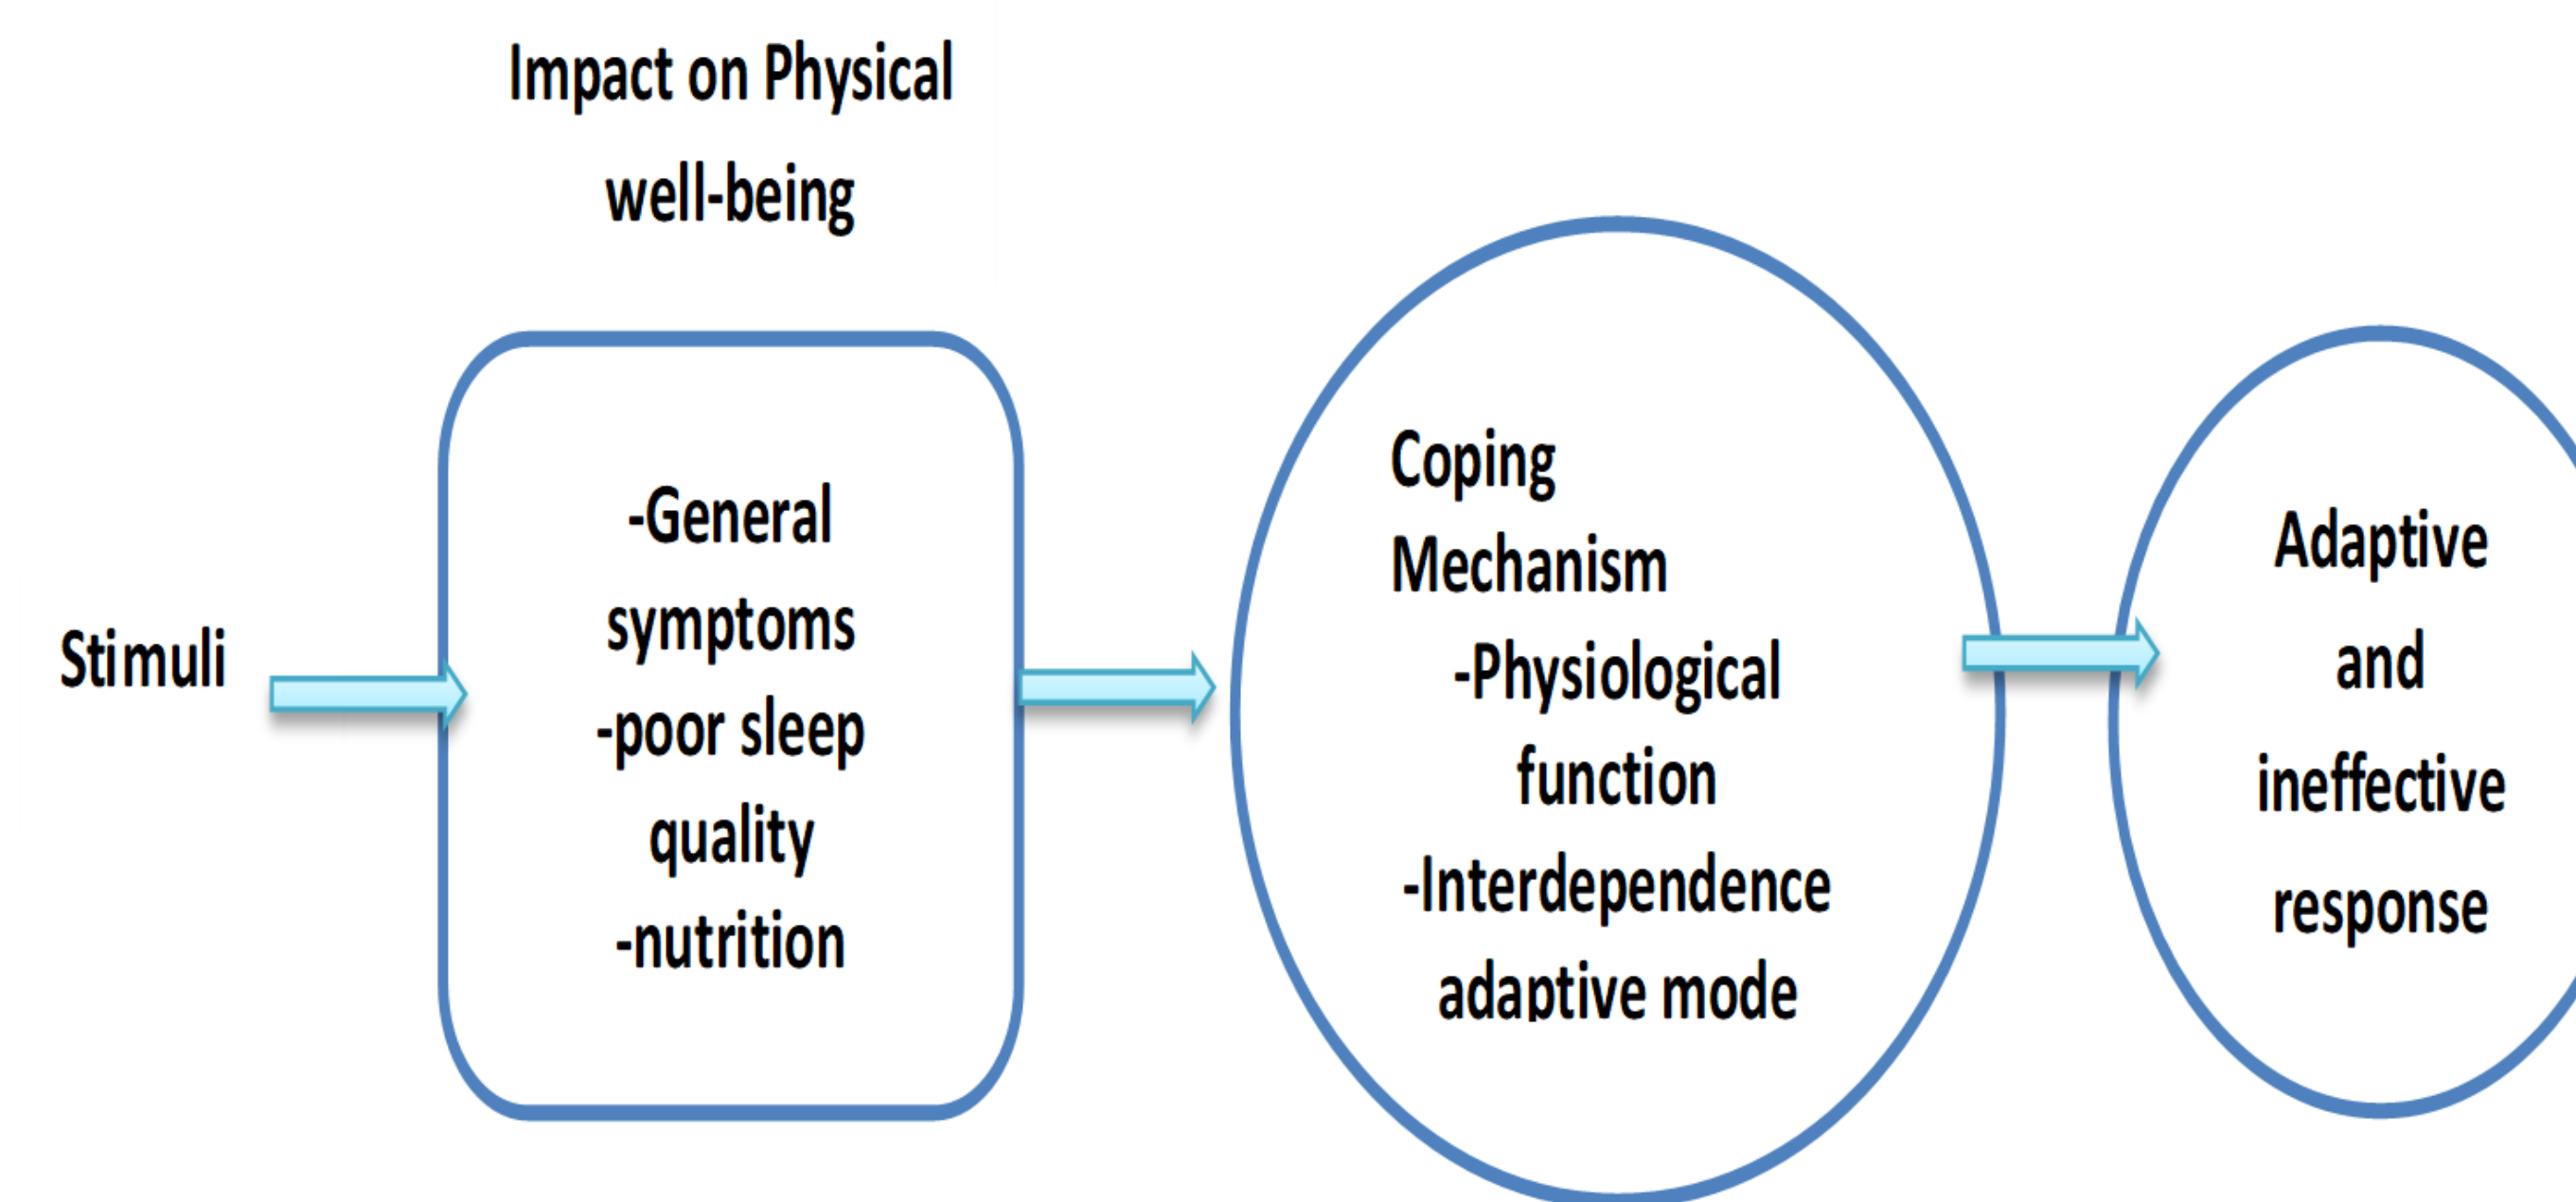 Impact on Physical
well-being
Stimuli
-General
symptoms
-poor sleep
quality
-nutrition
Coping
Mechanism
-Physiological
function
-Interdependence
adaptive mode
Adaptive
and
ineffective
response